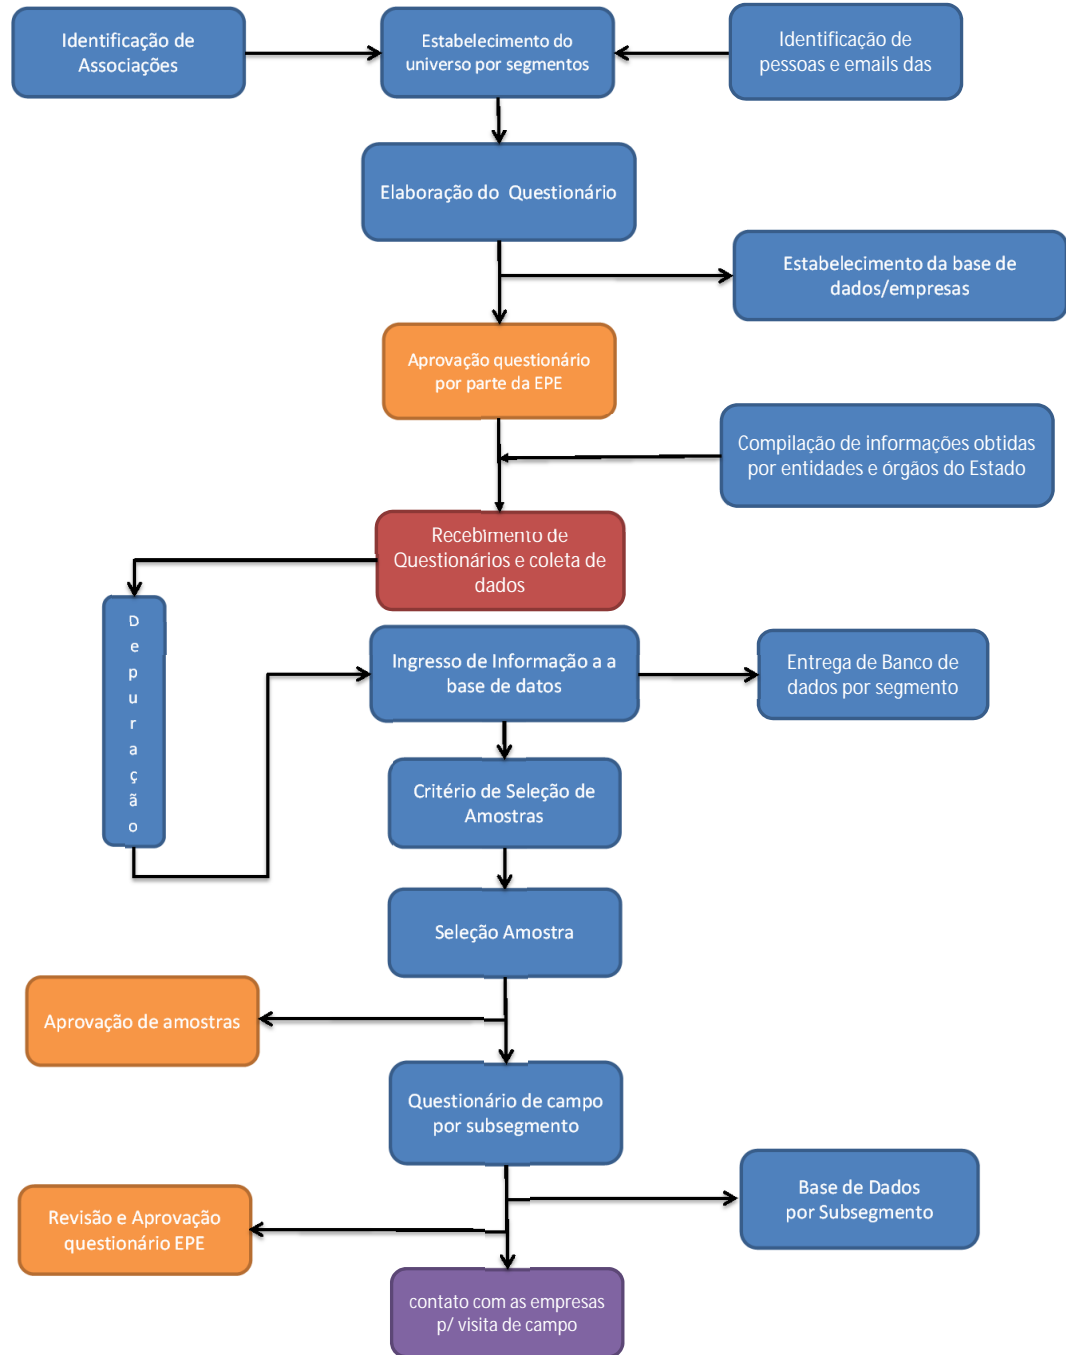 Identificação de
Associações
Estabelecimento do
universo por segmentos
Identificação de
pessoas e emails das
Elaboração do Questionário
Estabelecimento da base de
dados/empresas
Aprovação questionário
por parte da EPE
Compilação de informações obtidas
por entidades e órgãos do Estado
Recebimento de
Questionários e coleta de
dados
D
e
p
u
r
a
ç
ã
o
Ingresso de Informação a a
base de datos
Entrega de Banco de
dados por segmento
Critério de Seleção de
Amostras
Seleção Amostra
Aprovação de amostras
Questionário de campo
por subsegmento
Base de Dados
por Subsegmento
Revisão e Aprovação
questionário EPE
contato com as empresas
p/ visita de campo